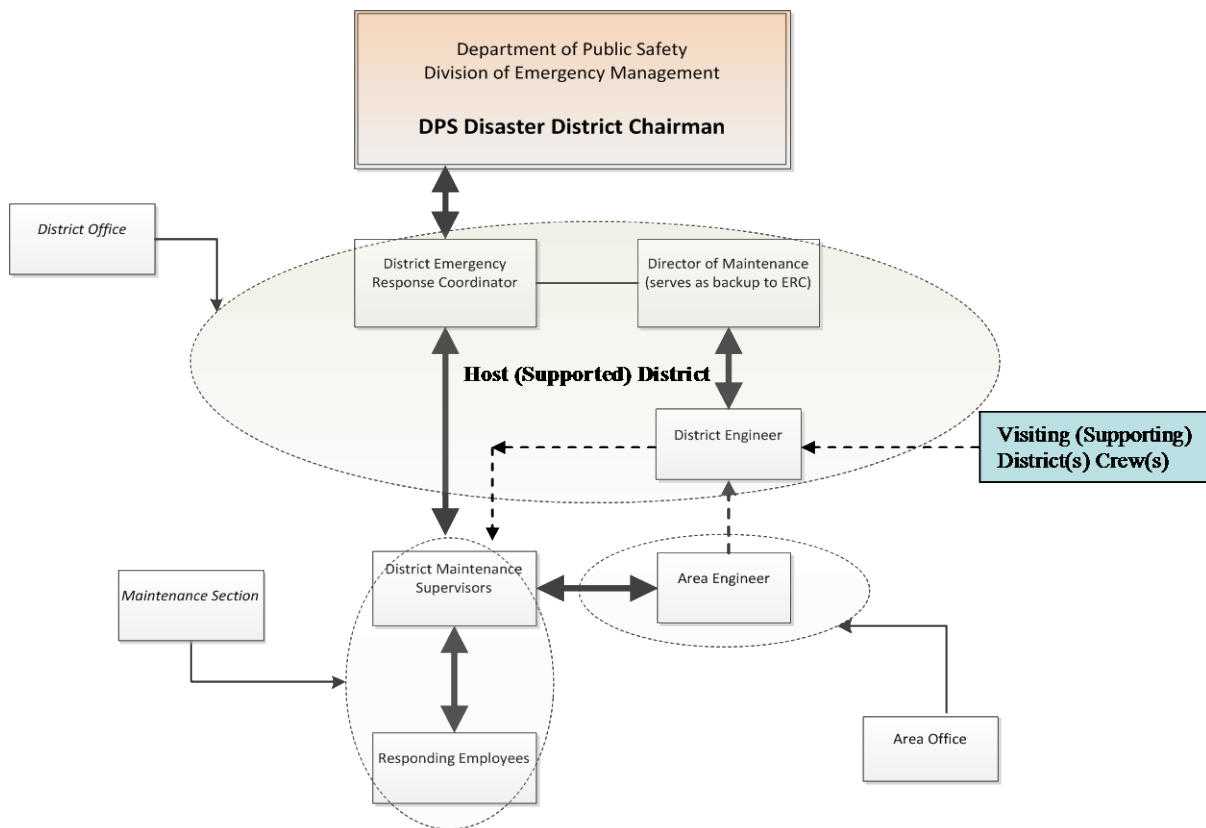 Department of Public Safety
Division of Emergency Management
DPS Disaster District Chairman
District Office
District Emergency
Response Coordinator
Director of Maintenance
(serves as backup to ERC)
Host (Supported) District
District Engineer
Visiting (Supporting)
District(s) Crew(s)
District Maintenance
Supervisors
Area Engineer
Maintenance Section
Responding Employees
Area Office